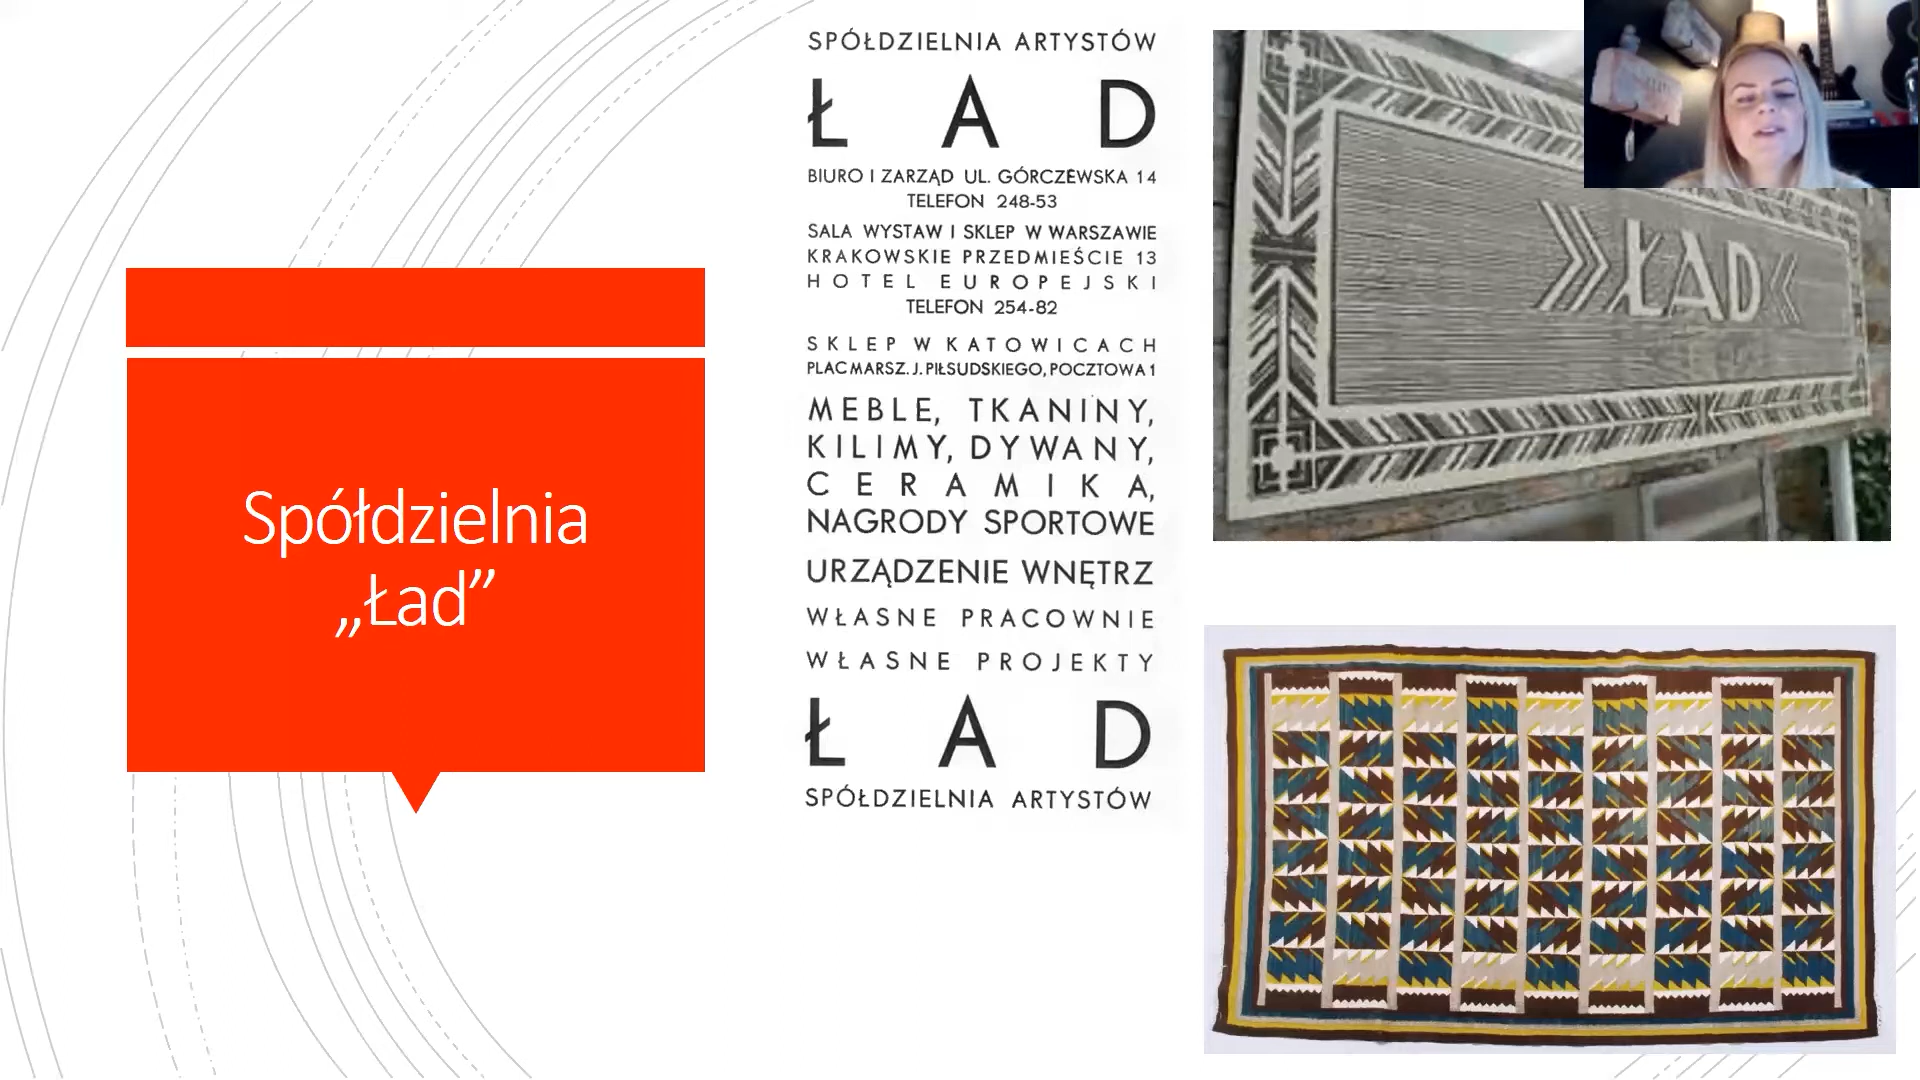 Spółdzielnia
„Ład”
SPÓŁDZIELNIA ARTYSTÓW
ŁAD
BIURO I ZARZĄD UL. GÓRCZEWSKA 14
TELEFON 248-53
SALA WYSTAW I SKLEP W WARSZAWIE
KRAKOWSKIE PRZEDMIEŚCIE 13
HOTEL EUROPEJSKI
TELEFON 254-82
SKLEP W KATOWICACH
PLAC MARSZ. J. PIŁSUDSKIEGO, POCZTOWA 1
MEBLE, TKANINY,
KILIMY, DYWANY,
CERAMIKA,
NAGRODY SPORTOWE
URZĄDZENIE WNĘTRZ
WŁASNE PRACOWNIE
WŁASNE PROJEKTY
ŁAD
SPÓŁDZIELNIA ARTYSTÓW
»ŁAD«